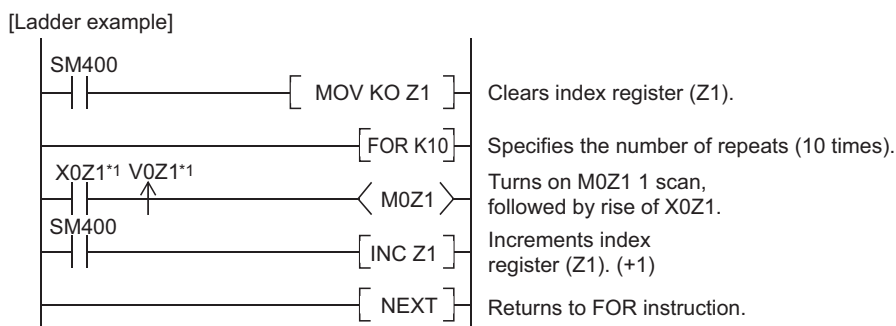 [Ladder example]
SM400
MOV KO Z1 Clears index register (Z1).
FOR K10 Specifies the number of repeats (10 times).
X0Z1*1 V0Z1*1
M0Z1 Turns on M0Z1 1 scan,
followed by rise of X0Z1.
SM400
INC Z1 Increments index
register (Z1). (+1)
NEXT Returns to FOR instruction.